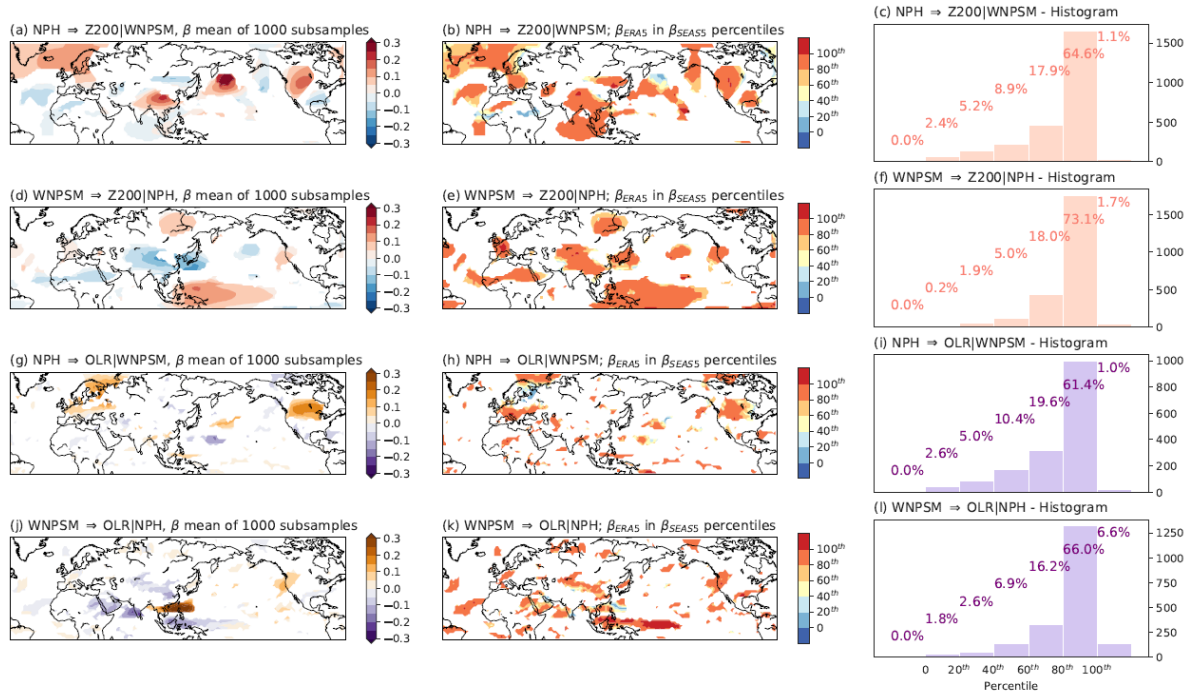 (a) NPH ⇒ Z200|WNPSM, β mean of 1000 subsamples
0.3
0.2
0.1
0.0
−0.1
−0.2
−0.3
(b) NPH ⇒ Z200|WNPSM; β_ERA5 in β_SEAS5 percentiles
100th
80th
60th
40th
20th
0
(c) NPH ⇒ Z200|WNPSM - Histogram
1.1%
64.6%
17.9%
8.9%
5.2%
2.4%
0.0%
1500
1000
500
0
(d) WNPSM ⇒ Z200|NPH, β mean of 1000 subsamples
0.3
0.2
0.1
0.0
−0.1
−0.2
−0.3
(e) WNPSM ⇒ Z200|NPH; β_ERA5 in β_SEAS5 percentiles
100th
80th
60th
40th
20th
0
(f) WNPSM ⇒ Z200|NPH - Histogram
1.7%
73.1%
18.0%
5.0%
1.9%
0.2%
0.0%
1500
1000
500
0
(g) NPH ⇒ OLR|WNPSM, β mean of 1000 subsamples
0.3
0.2
0.1
0.0
−0.1
−0.2
−0.3
(h) NPH ⇒ OLR|WNPSM; β_ERA5 in β_SEAS5 percentiles
100th
80th
60th
40th
20th
0
(i) NPH ⇒ OLR|WNPSM - Histogram
1.0%
61.4%
19.6%
10.4%
5.0%
2.6%
0.0%
1000
800
600
400
200
0
(j) WNPSM ⇒ OLR|NPH, β mean of 1000 subsamples
0.3
0.2
0.1
0.0
−0.1
−0.2
−0.3
(k) WNPSM ⇒ OLR|NPH; β_ERA5 in β_SEAS5 percentiles
100th
80th
60th
40th
20th
0
(l) WNPSM ⇒ OLR|NPH - Histogram
6.6%
66.0%
16.2%
6.9%
2.6%
1.8%
0.0%
1250
1000
750
500
250
0
0 20th 40th 60th 80th 100th
Percentile